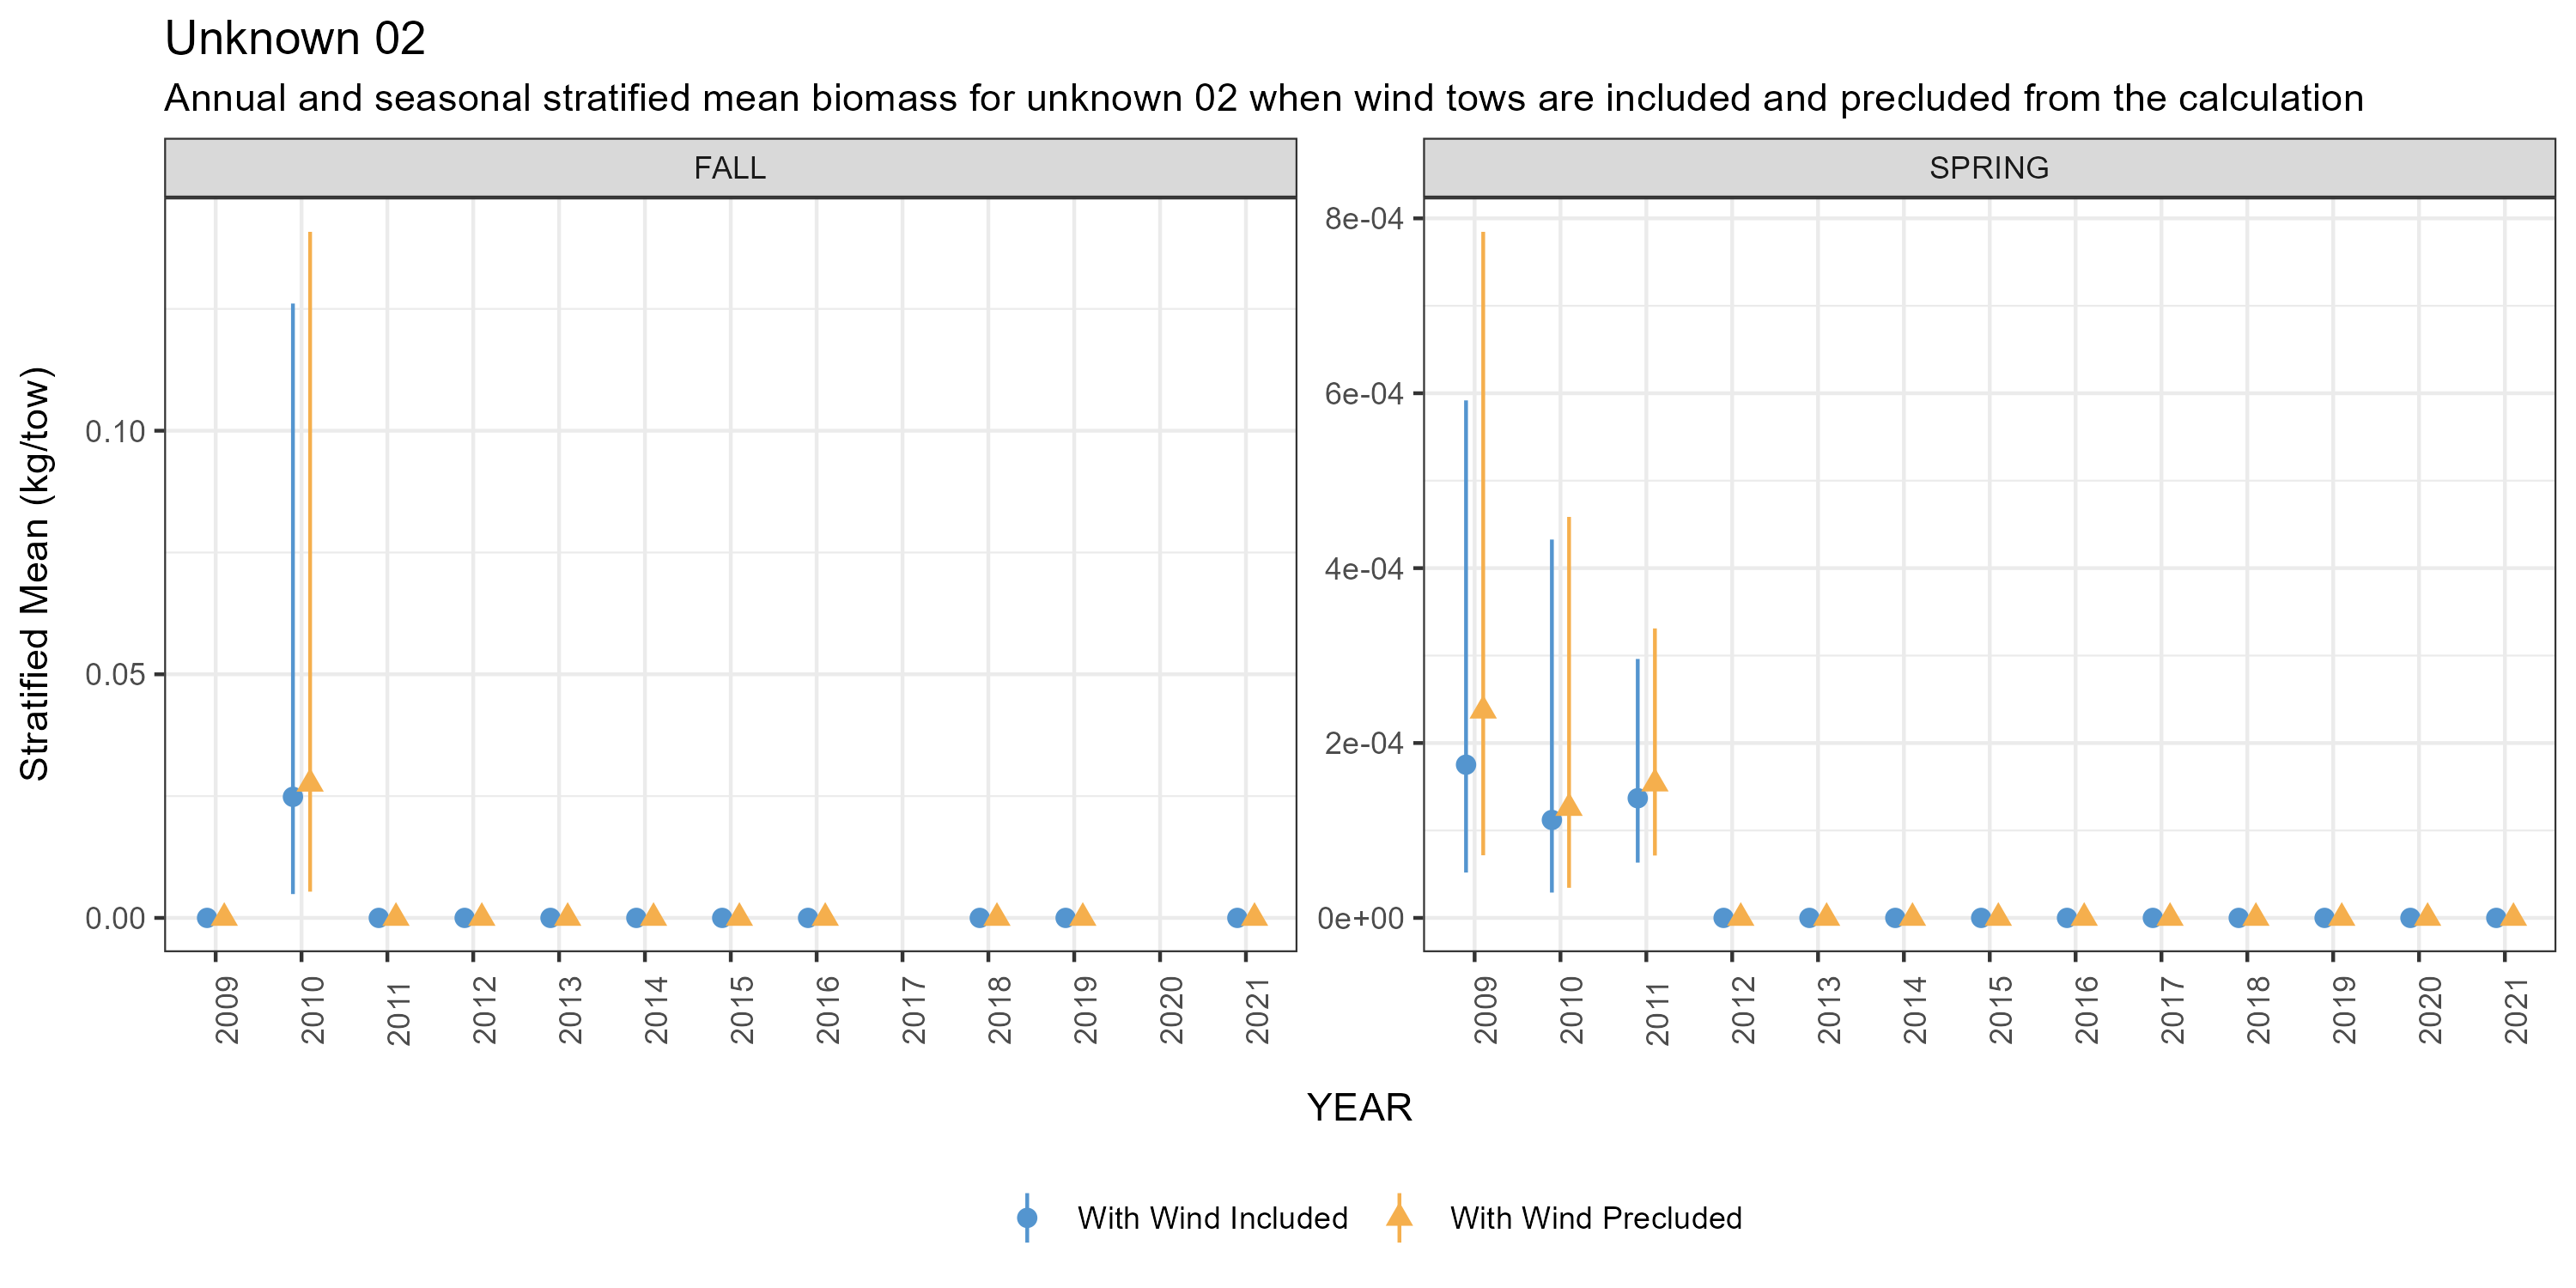 Unknown 02
Annual and seasonal stratified mean biomass for unknown 02 when wind tows are included and precluded from the calculation
FALL
SPRING
Stratified Mean (kg/tow)
0.10
0.05
0.00
8e-04
6e-04
4e-04
2e-04
0e+00
2009 2010 2011 2012 2013 2014 2015 2016 2017 2018 2019 2020 2021
2009 2010 2011 2012 2013 2014 2015 2016 2017 2018 2019 2020 2021
YEAR
With Wind Included
With Wind Precluded